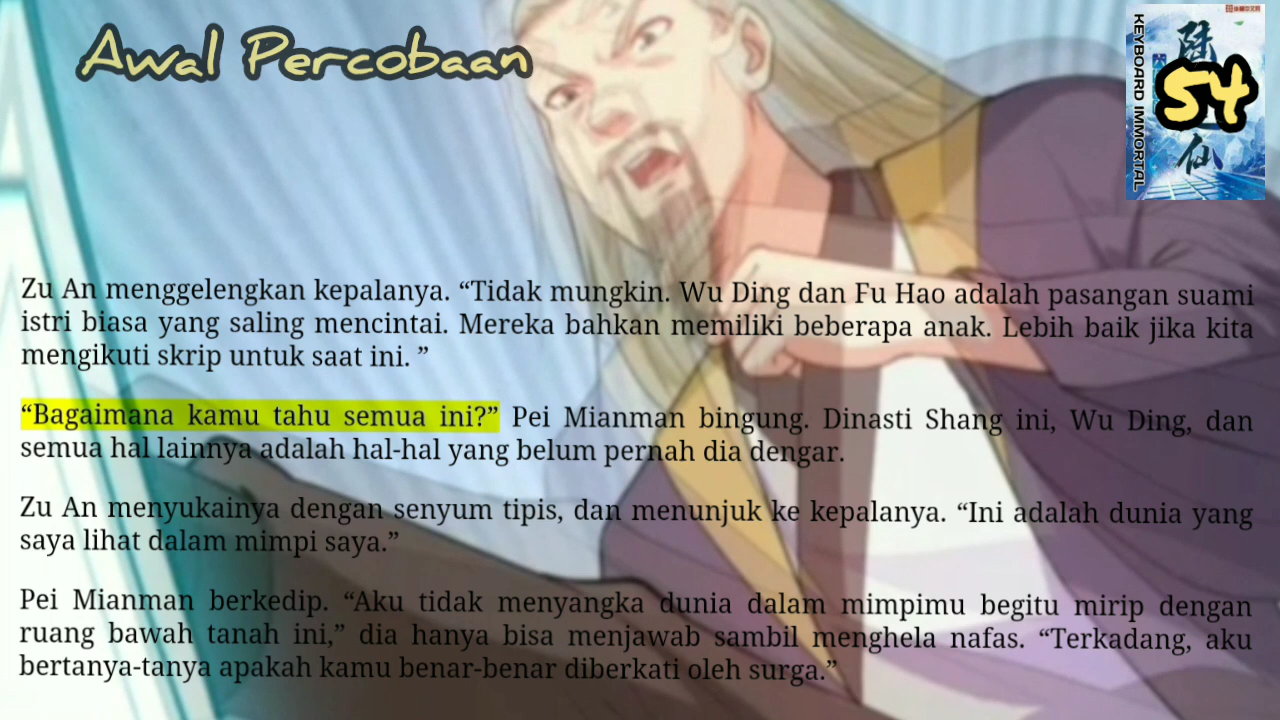 Awal Percobaan
KEYBOARD IMMORTAL
陆
54
仙
Zu An menggelengkan kepalanya. “Tidak mungkin. Wu Ding dan Fu Hao adalah pasangan suami
istri biasa yang saling mencintai. Mereka bahkan memiliki beberapa anak. Lebih baik jika kita
mengikuti skrip untuk saat ini. ”
“Bagaimana kamu tahu semua ini?” Pei Mianman bingung. Dinasti Shang ini, Wu Ding, dan
semua hal lainnya adalah hal-hal yang belum pernah dia dengar.
Zu An menyukainya dengan senyum tipis, dan menunjuk ke kepalanya. “Ini adalah dunia yang
saya lihat dalam mimpi saya.”
Pei Mianman berkedip. “Aku tidak menyangka dunia dalam mimpimu begitu mirip dengan
ruang bawah tanah ini,” dia hanya bisa menjawab sambil menghela nafas. “Terkadang, aku
bertanya-tanya apakah kamu benar-benar diberkati oleh surga.”